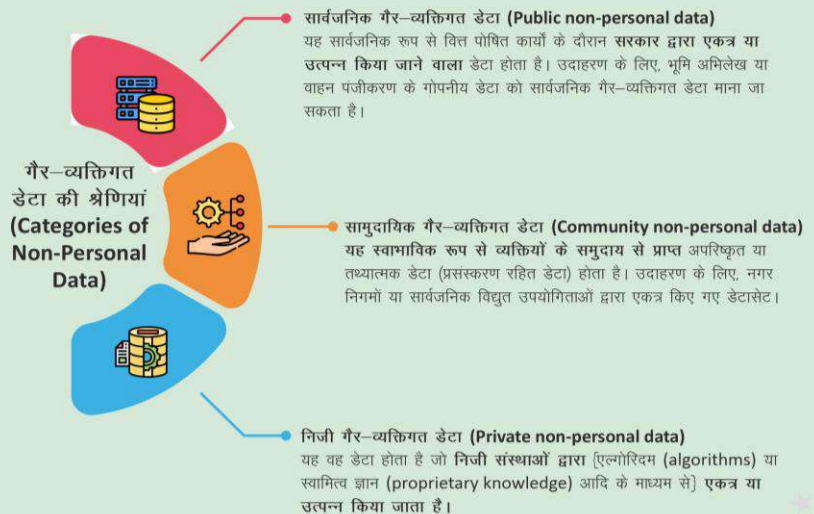 सार्वजनिक गैर–व्यक्तिगत डेटा (Public non-personal data)
यह सार्वजनिक रूप से वित्त पोषित कार्यों के दौरान सरकार द्वारा एकत्र या
उत्पन्न किया जाने वाला डेटा होता है। उदाहरण के लिए, भूमि अभिलेख या
वाहन पंजीकरण के गोपनीय डेटा को सार्वजनिक गैर–व्यक्तिगत डेटा माना जा
सकता है।
गैर–व्यक्तिगत
डेटा की श्रेणियां
(Categories of
Non-Personal
Data)
सामुदायिक गैर–व्यक्तिगत डेटा (Community non-personal data)
यह स्वाभाविक रूप से व्यक्तियों के समुदाय से प्राप्त अपरिष्कृत या
तथ्यात्मक डेटा (प्रसंस्करण रहित डेटा) होता है। उदाहरण के लिए, नगर
निगमों या सार्वजनिक विद्युत उपयोगिताओं द्वारा एकत्र किए गए डेटासेट।
निजी गैर–व्यक्तिगत डेटा (Private non-personal data)
यह वह डेटा होता है जो निजी संस्थाओं द्वारा [एल्गोरिदम (algorithms) या
स्वामित्व ज्ञान (proprietary knowledge) आदि के माध्यम से] एकत्र या
उत्पन्न किया जाता है।